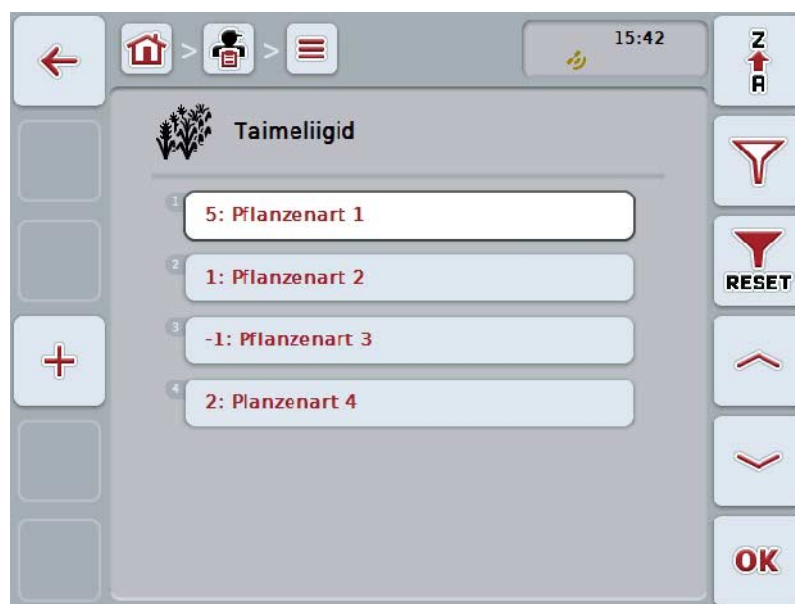 15:42
Z
A
Taimeliigid
1
5: Pflanzenart 1
2
1: Pflanzenart 2
RESET
3
-1: Pflanzenart 3
4
2: Planzenart 4
OK